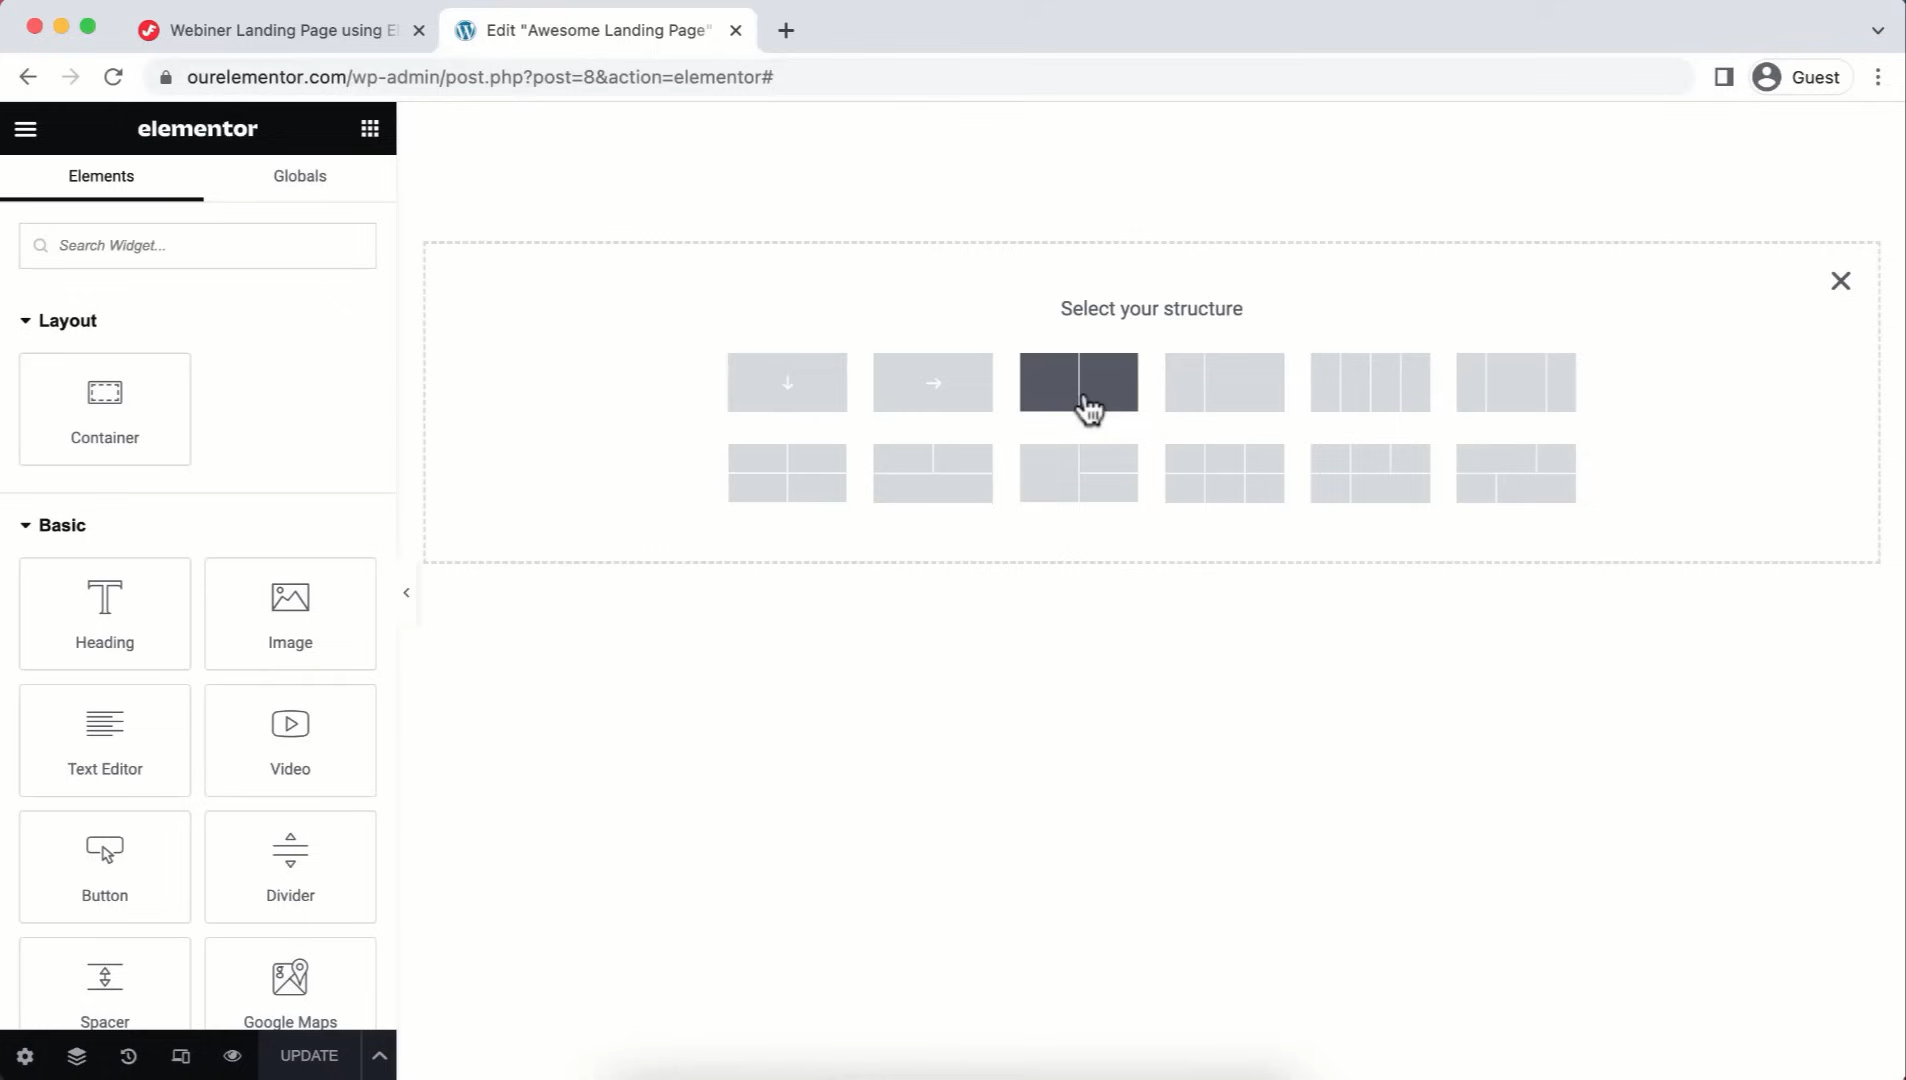 Webiner Landing Page using El
Edit "Awesome Landing Page"
ourelementor.com/wp-admin/post.php?post=8&action=elementor#
Guest
elementor
Elements
Globals
Search Widget...
Select your structure
Layout
Container
Basic
Heading
Image
Text Editor
Video
Button
Divider
Spacer
Google Maps
UPDATE